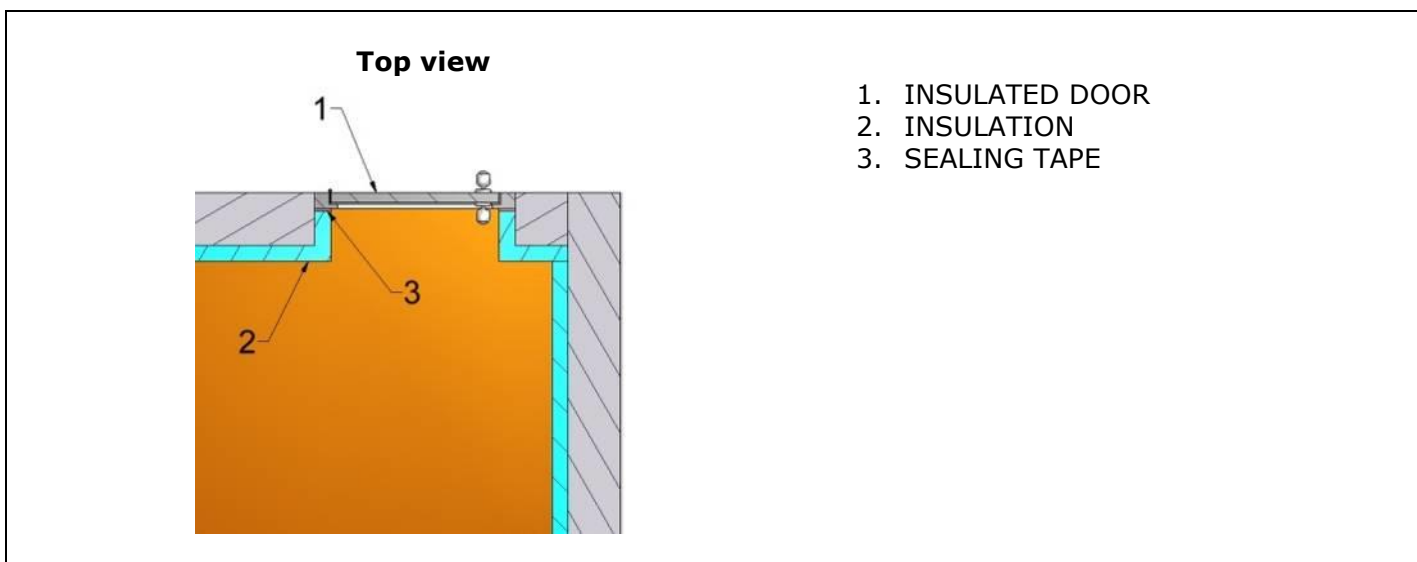 Top view
1
3
2
1. INSULATED DOOR
2. INSULATION
3. SEALING TAPE